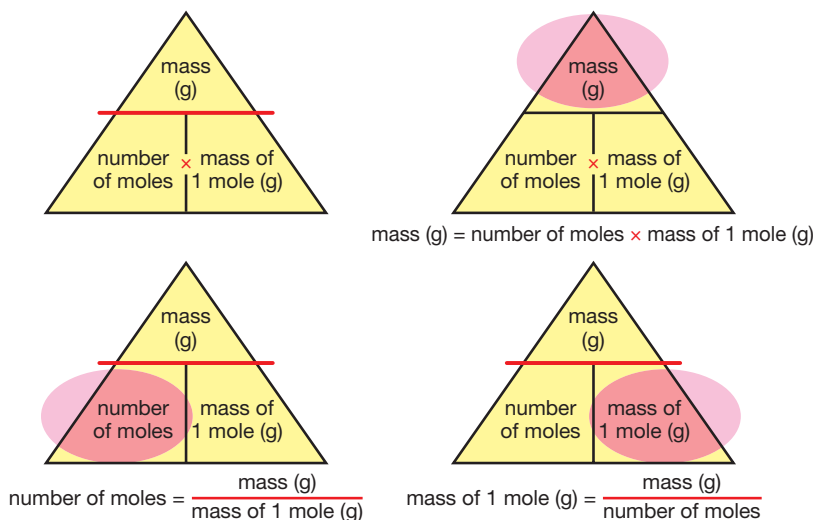 mass
(g)
number × mass of
of moles 1 mole (g)
mass
(g)
number × mass of
of moles 1 mole (g)
mass (g) = number of moles × mass of 1 mole (g)
mass
(g)
number mass of
of moles 1 mole (g)
number of moles = mass (g)
mass of 1 mole (g)
mass
(g)
number mass of
of moles 1 mole (g)
mass of 1 mole (g) = mass (g)
number of moles